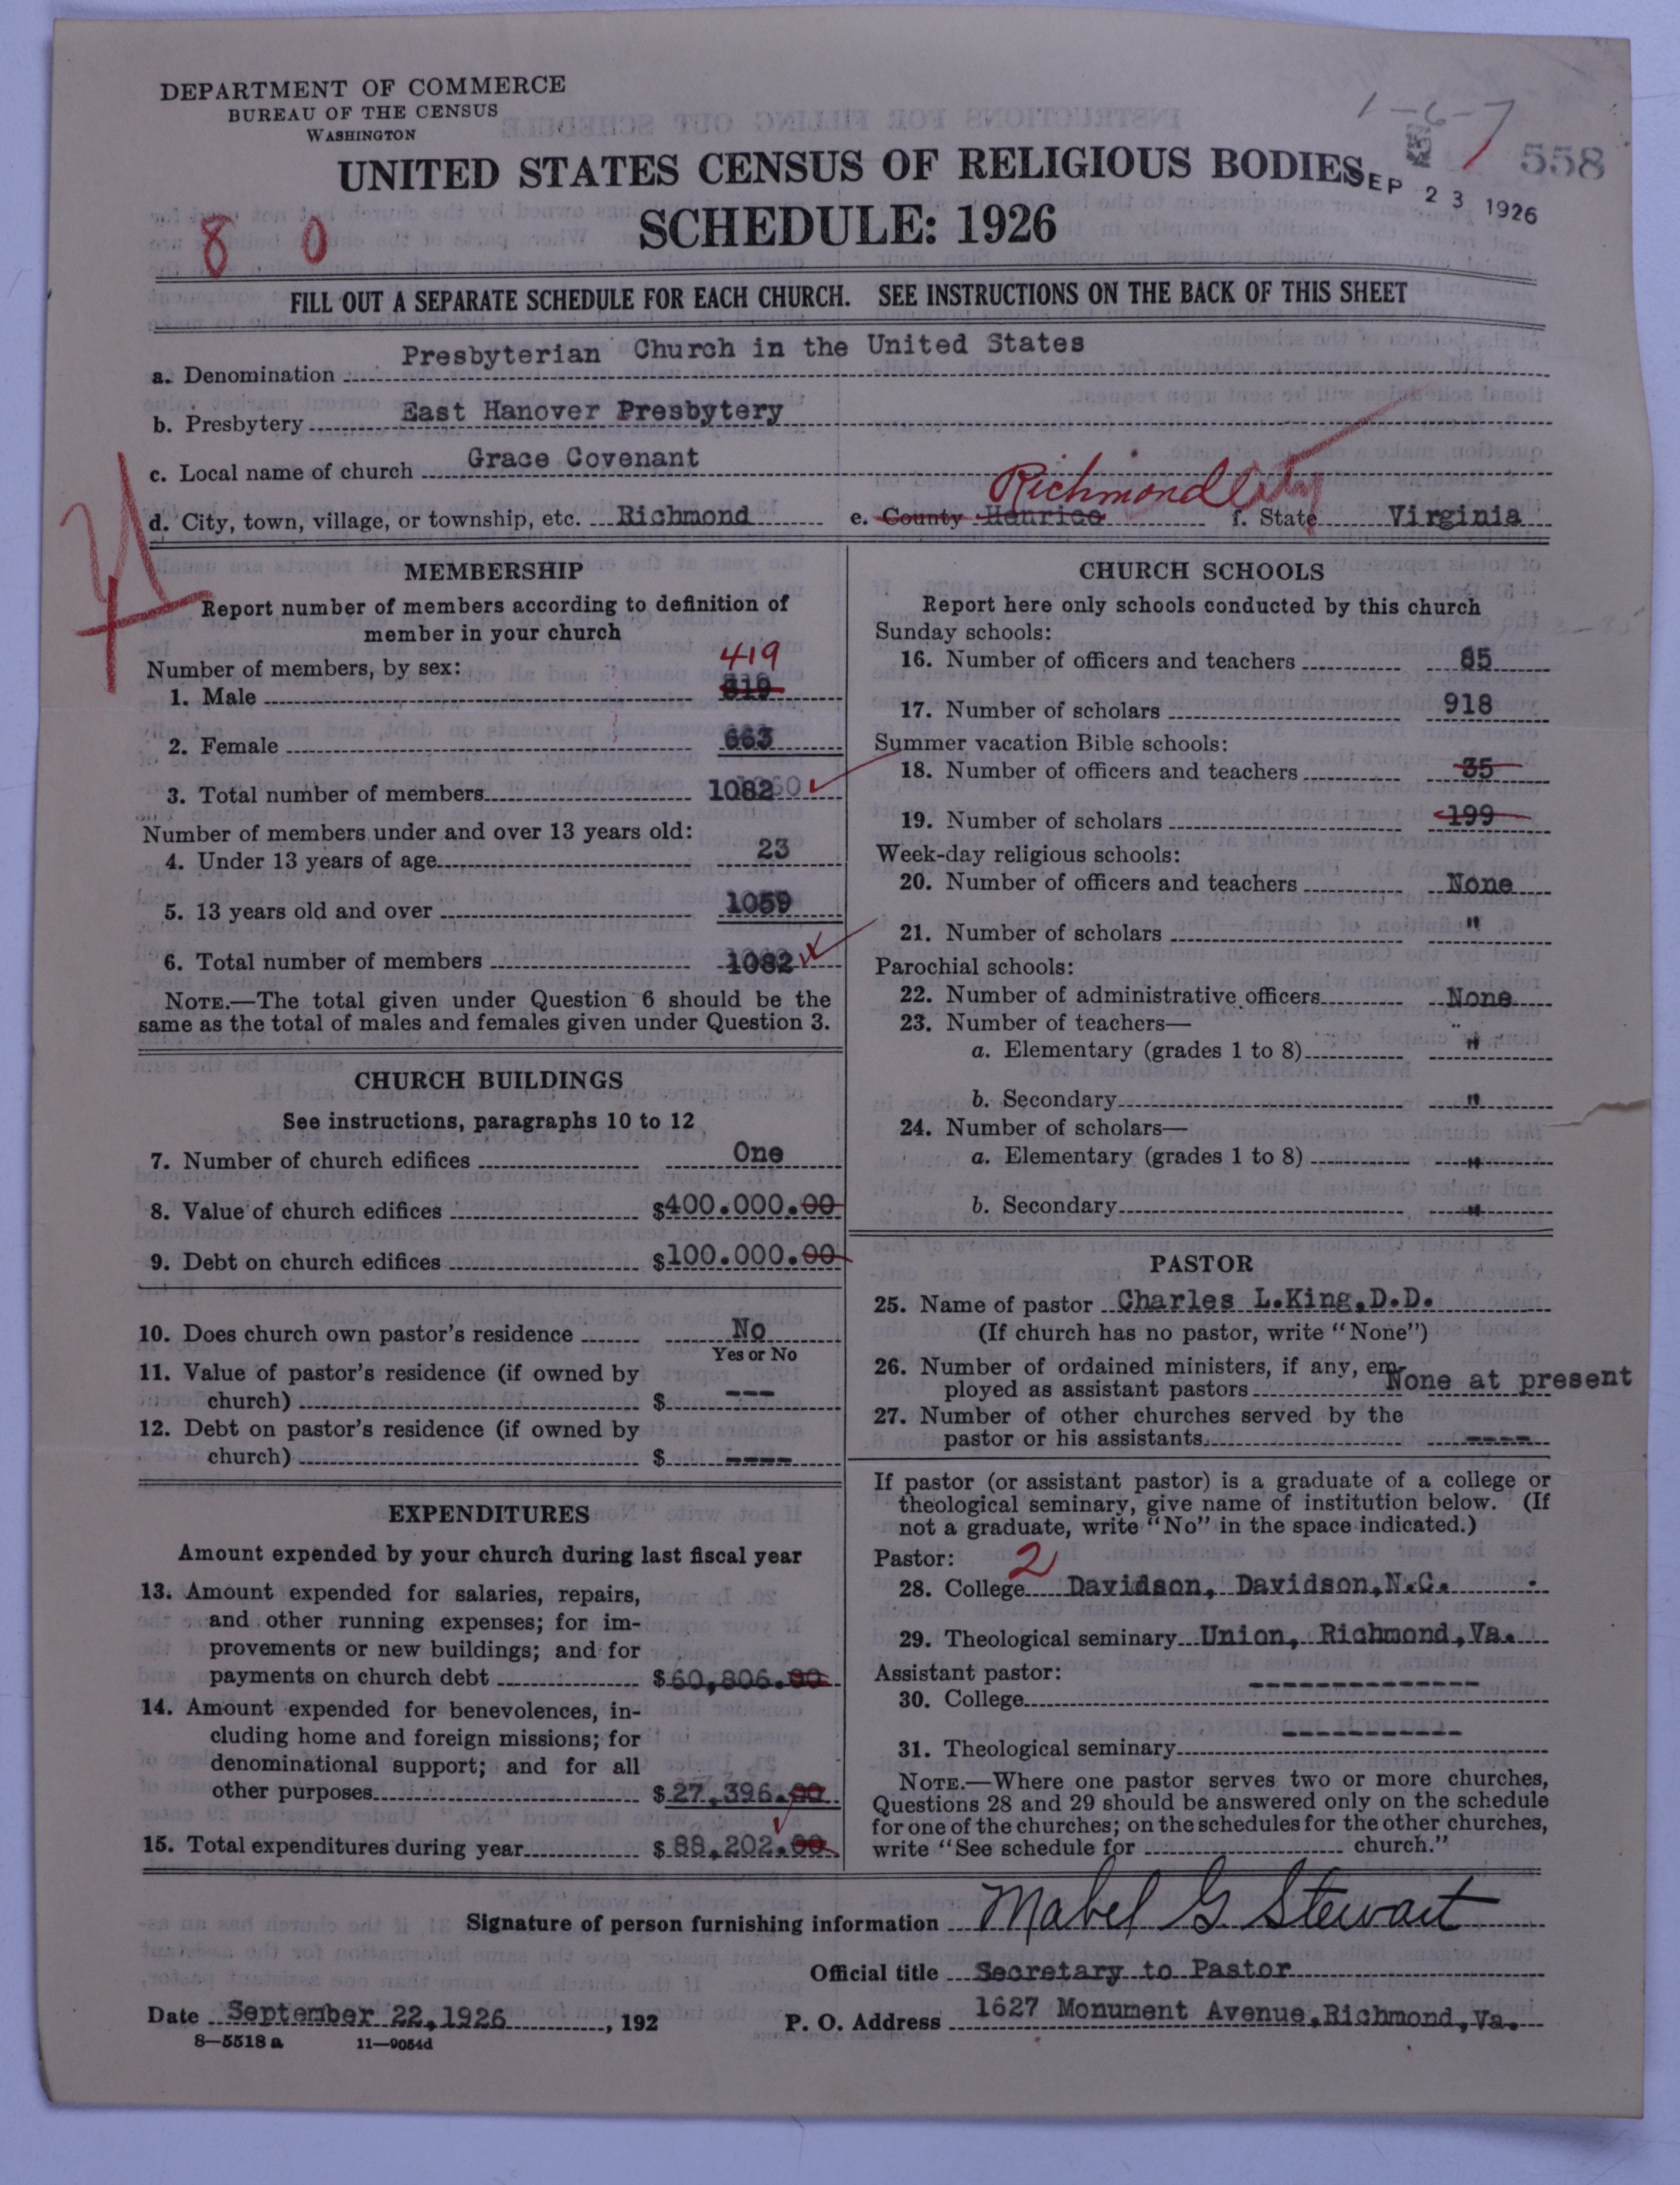 DEPARTMENT OF COMMERCE
BUREAU OF THE CENSUS
WASHINGTON
1-6-7
558
UNITED STATES CENSUS OF RELIGIOUS BODIES
SEP 23 1926
SCHEDULE: 1926
8 0
FILL OUT A SEPARATE SCHEDULE FOR EACH CHURCH. SEE INSTRUCTIONS ON THE BACK OF THIS SHEET
a. Denomination Presbyterian Church in the United States
b. Presbytery East Hanover Presbytery
c. Local name of church Grace Covenant
Richmond City
d. City, town, village, or township, etc. Richmond e. County Henrico f. State Virginia
MEMBERSHIP
Report number of members according to definition of
member in your church
Number of members, by sex:
419
1. Male 319
2. Female 663
3. Total number of members 1082
Number of members under and over 13 years old:
4. Under 13 years of age 23
5. 13 years old and over 1059
6. Total number of members 1082
NOTE.—The total given under Question 6 should be the
same as the total of males and females given under Question 3.
CHURCH BUILDINGS
See instructions, paragraphs 10 to 12
7. Number of church edifices One
8. Value of church edifices $400.000.00
9. Debt on church edifices $100.000.00
10. Does church own pastor's residence No
Yes or No
11. Value of pastor's residence (if owned by
church) $ ---
12. Debt on pastor's residence (if owned by
church) $ ----
EXPENDITURES
Amount expended by your church during last fiscal year
13. Amount expended for salaries, repairs,
and other running expenses; for im-
provements or new buildings; and for
payments on church debt $60,806.00
14. Amount expended for benevolences, in-
cluding home and foreign missions; for
denominational support; and for all
other purposes $27,396.00
15. Total expenditures during year $88,202.00
CHURCH SCHOOLS
Report here only schools conducted by this church
Sunday schools:
16. Number of officers and teachers 85
17. Number of scholars 918
Summer vacation Bible schools:
18. Number of officers and teachers 35
19. Number of scholars 199
Week-day religious schools:
20. Number of officers and teachers None
21. Number of scholars "
Parochial schools:
22. Number of administrative officers None
23. Number of teachers—
a. Elementary (grades 1 to 8) "
b. Secondary "
24. Number of scholars—
a. Elementary (grades 1 to 8) "
b. Secondary "
PASTOR
25. Name of pastor Charles L.King,D.D.
(If church has no pastor, write "None")
26. Number of ordained ministers, if any, em-
ployed as assistant pastors None at present
27. Number of other churches served by the
pastor or his assistants ----
If pastor (or assistant pastor) is a graduate of a college or
theological seminary, give name of institution below. (If
not a graduate, write "No" in the space indicated.)
Pastor: 2
28. College Davidson, Davidson,N.C.
29. Theological seminary Union, Richmond,Va.
Assistant pastor:
30. College --------------
31. Theological seminary -----------
NOTE.—Where one pastor serves two or more churches,
Questions 28 and 29 should be answered only on the schedule
for one of the churches; on the schedules for the other churches,
write "See schedule for church."
Signature of person furnishing information Mabel G Stewart
Official title Secretary to Pastor
Date September 22,1926, 192 P. O. Address 1627 Monument Avenue,Richmond,Va.
8—5518 a 11—9054d